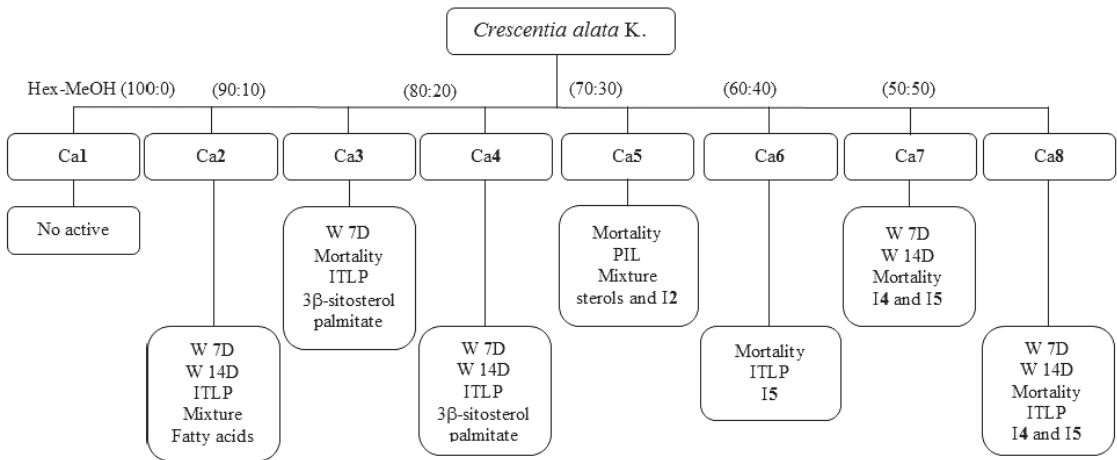 Crescentia alata K.
Hex-MeOH (100:0) (90:10) (80:20) (70:30) (60:40) (50:50)
Ca1 Ca2 Ca3 Ca4 Ca5 Ca6 Ca7 Ca8
No active
W 7D
W 14D
ITLP
Mixture
Fatty acids
W 7D
Mortality
ITLP
3β-sitosterol
palmitate
W 7D
W 14D
ITLP
3β-sitosterol
palmitate
Mortality
PIL
Mixture
sterols and I2
Mortality
ITLP
I5
W 7D
W 14D
Mortality
I4 and I5
W 7D
W 14D
Mortality
ITLP
I4 and I5